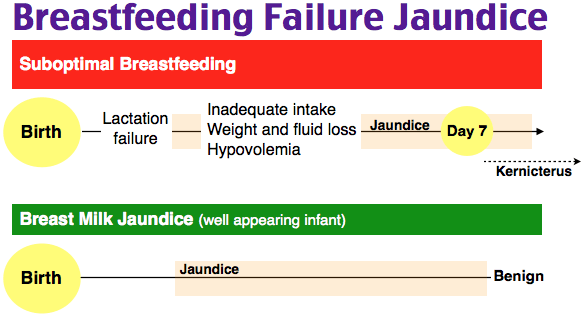 Breastfeeding Failure Jaundice
Suboptimal Breastfeeding
Birth
Lactation
failure
Inadequate intake
Weight and fluid loss
Hypovolemia
Jaundice
Day 7
Kernicterus
Breast Milk Jaundice (well appearing infant)
Birth
Jaundice
Benign